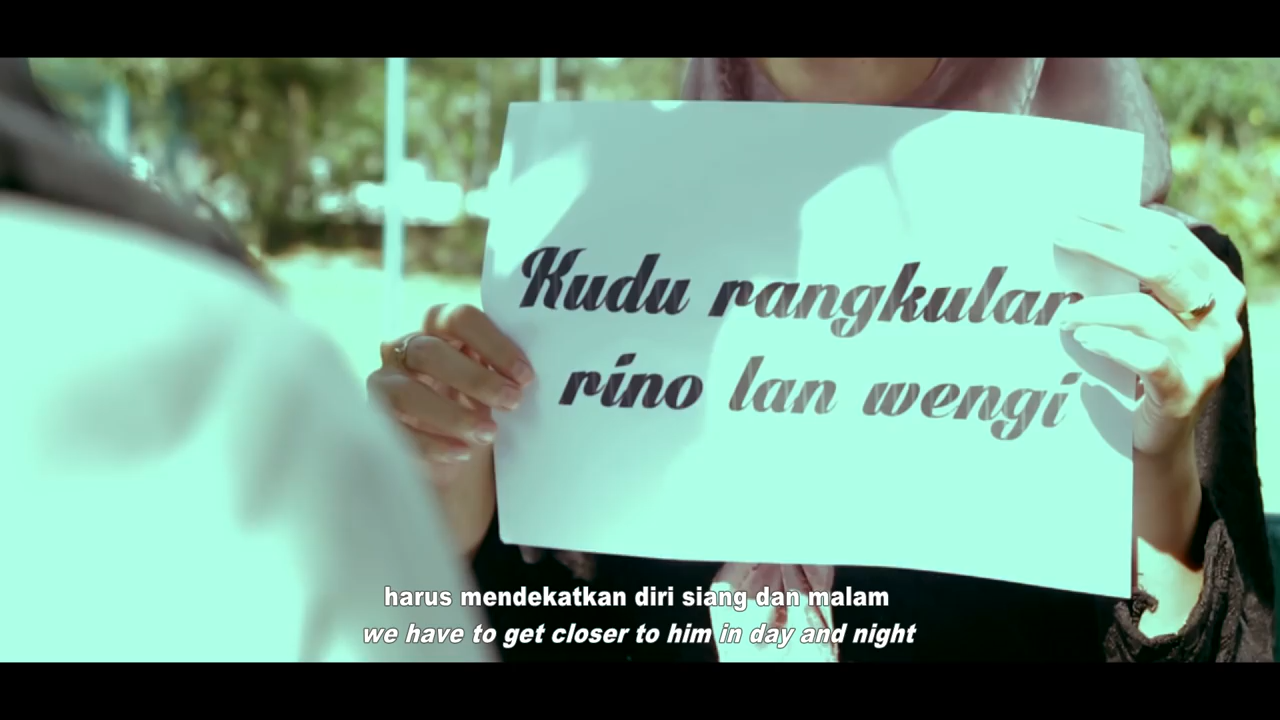 Kudu rangkular
rino lan wengi
harus mendekatkan diri siang dan malam
we have to get closer to him in day and night